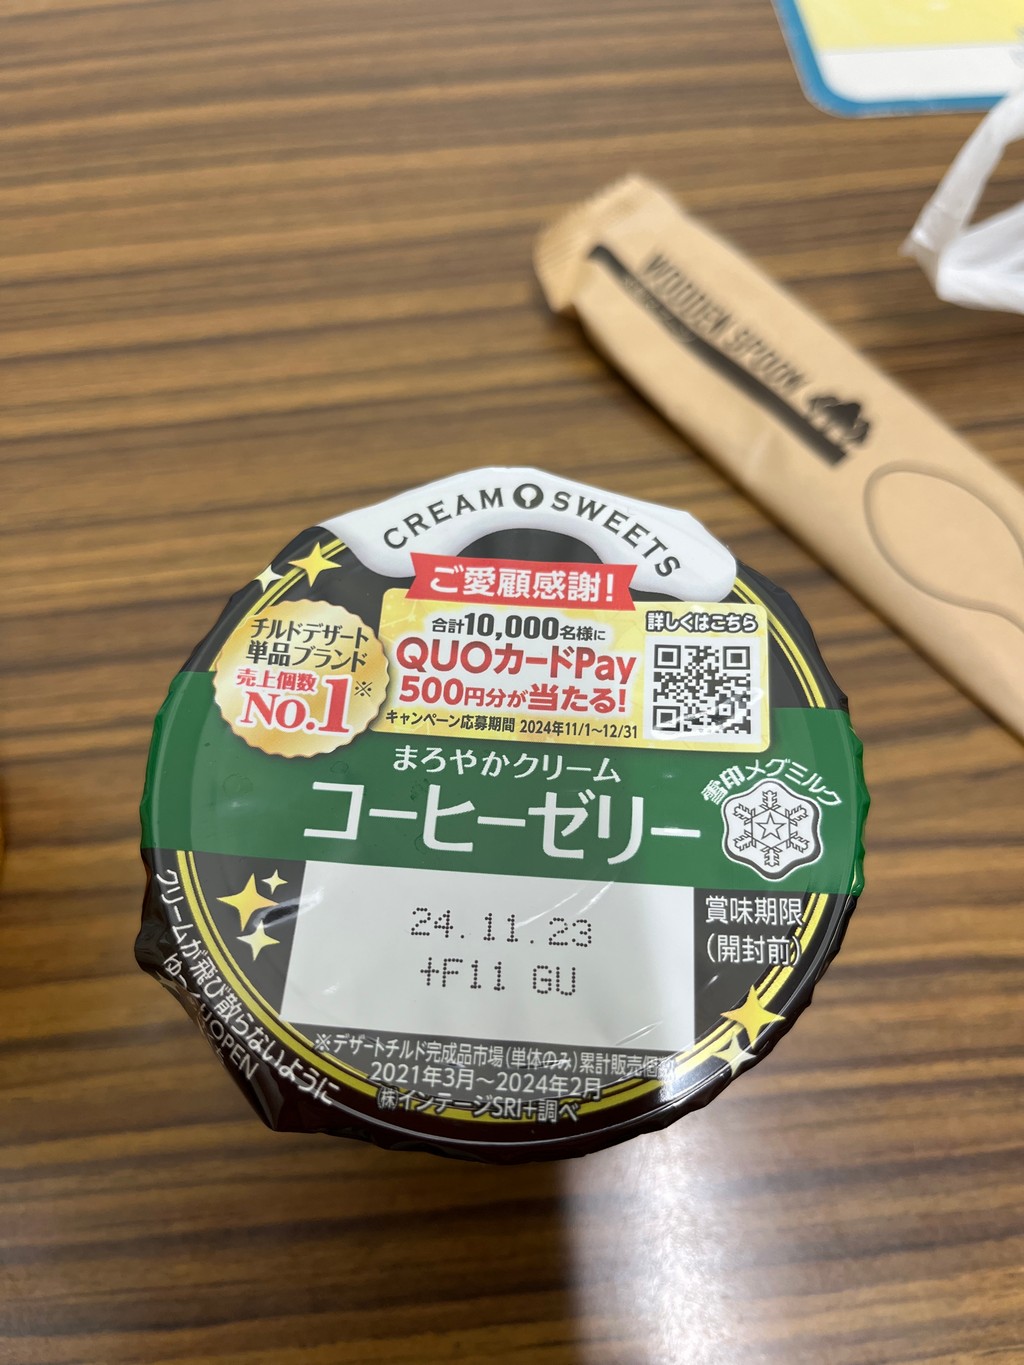 WOODEN SPOON
CREAM SWEETS
ご愛顧感謝!
チルドデザート
単品ブランド
売上個数
No.1※
合計10,000名様に
QUOカードPay
500円分が当たる!
キャンペーン応募期間 2024年11/1〜12/31
詳しくはこちら
まろやかクリーム
コーヒーゼリー
雪印メグミルク
24.11.23
+F11 GU
賞味期限
(開封前)
クリームが飛び散らないように
OPEN
※デザートチルド完成品市場(単体のみ)累計販売個数
2021年3月〜2024年2月
㈱インテージSRI+調べ